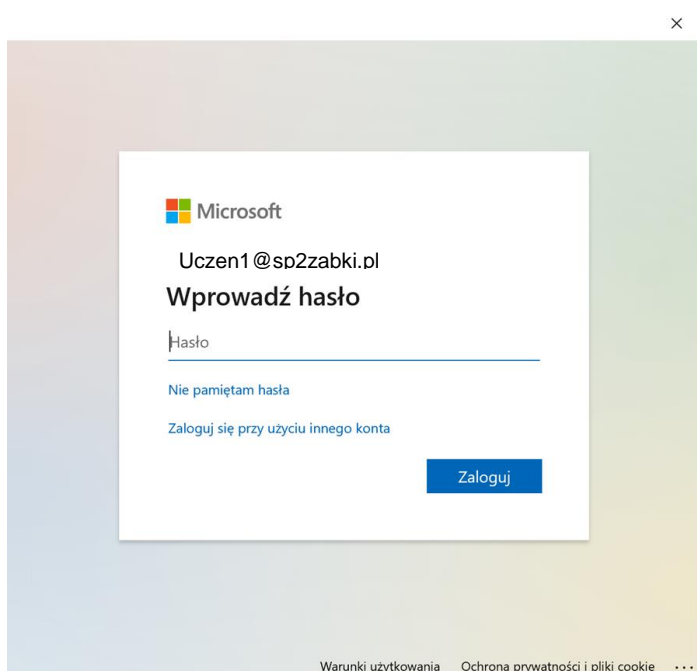 Microsoft
Uczen1@sp2zabki.pl
Wprowadź hasło
Hasło
Nie pamiętam hasła
Zaloguj się przy użyciu innego konta
Zaloguj
Warunki użytkowania Ochrona prywatności i pliki cookie ...